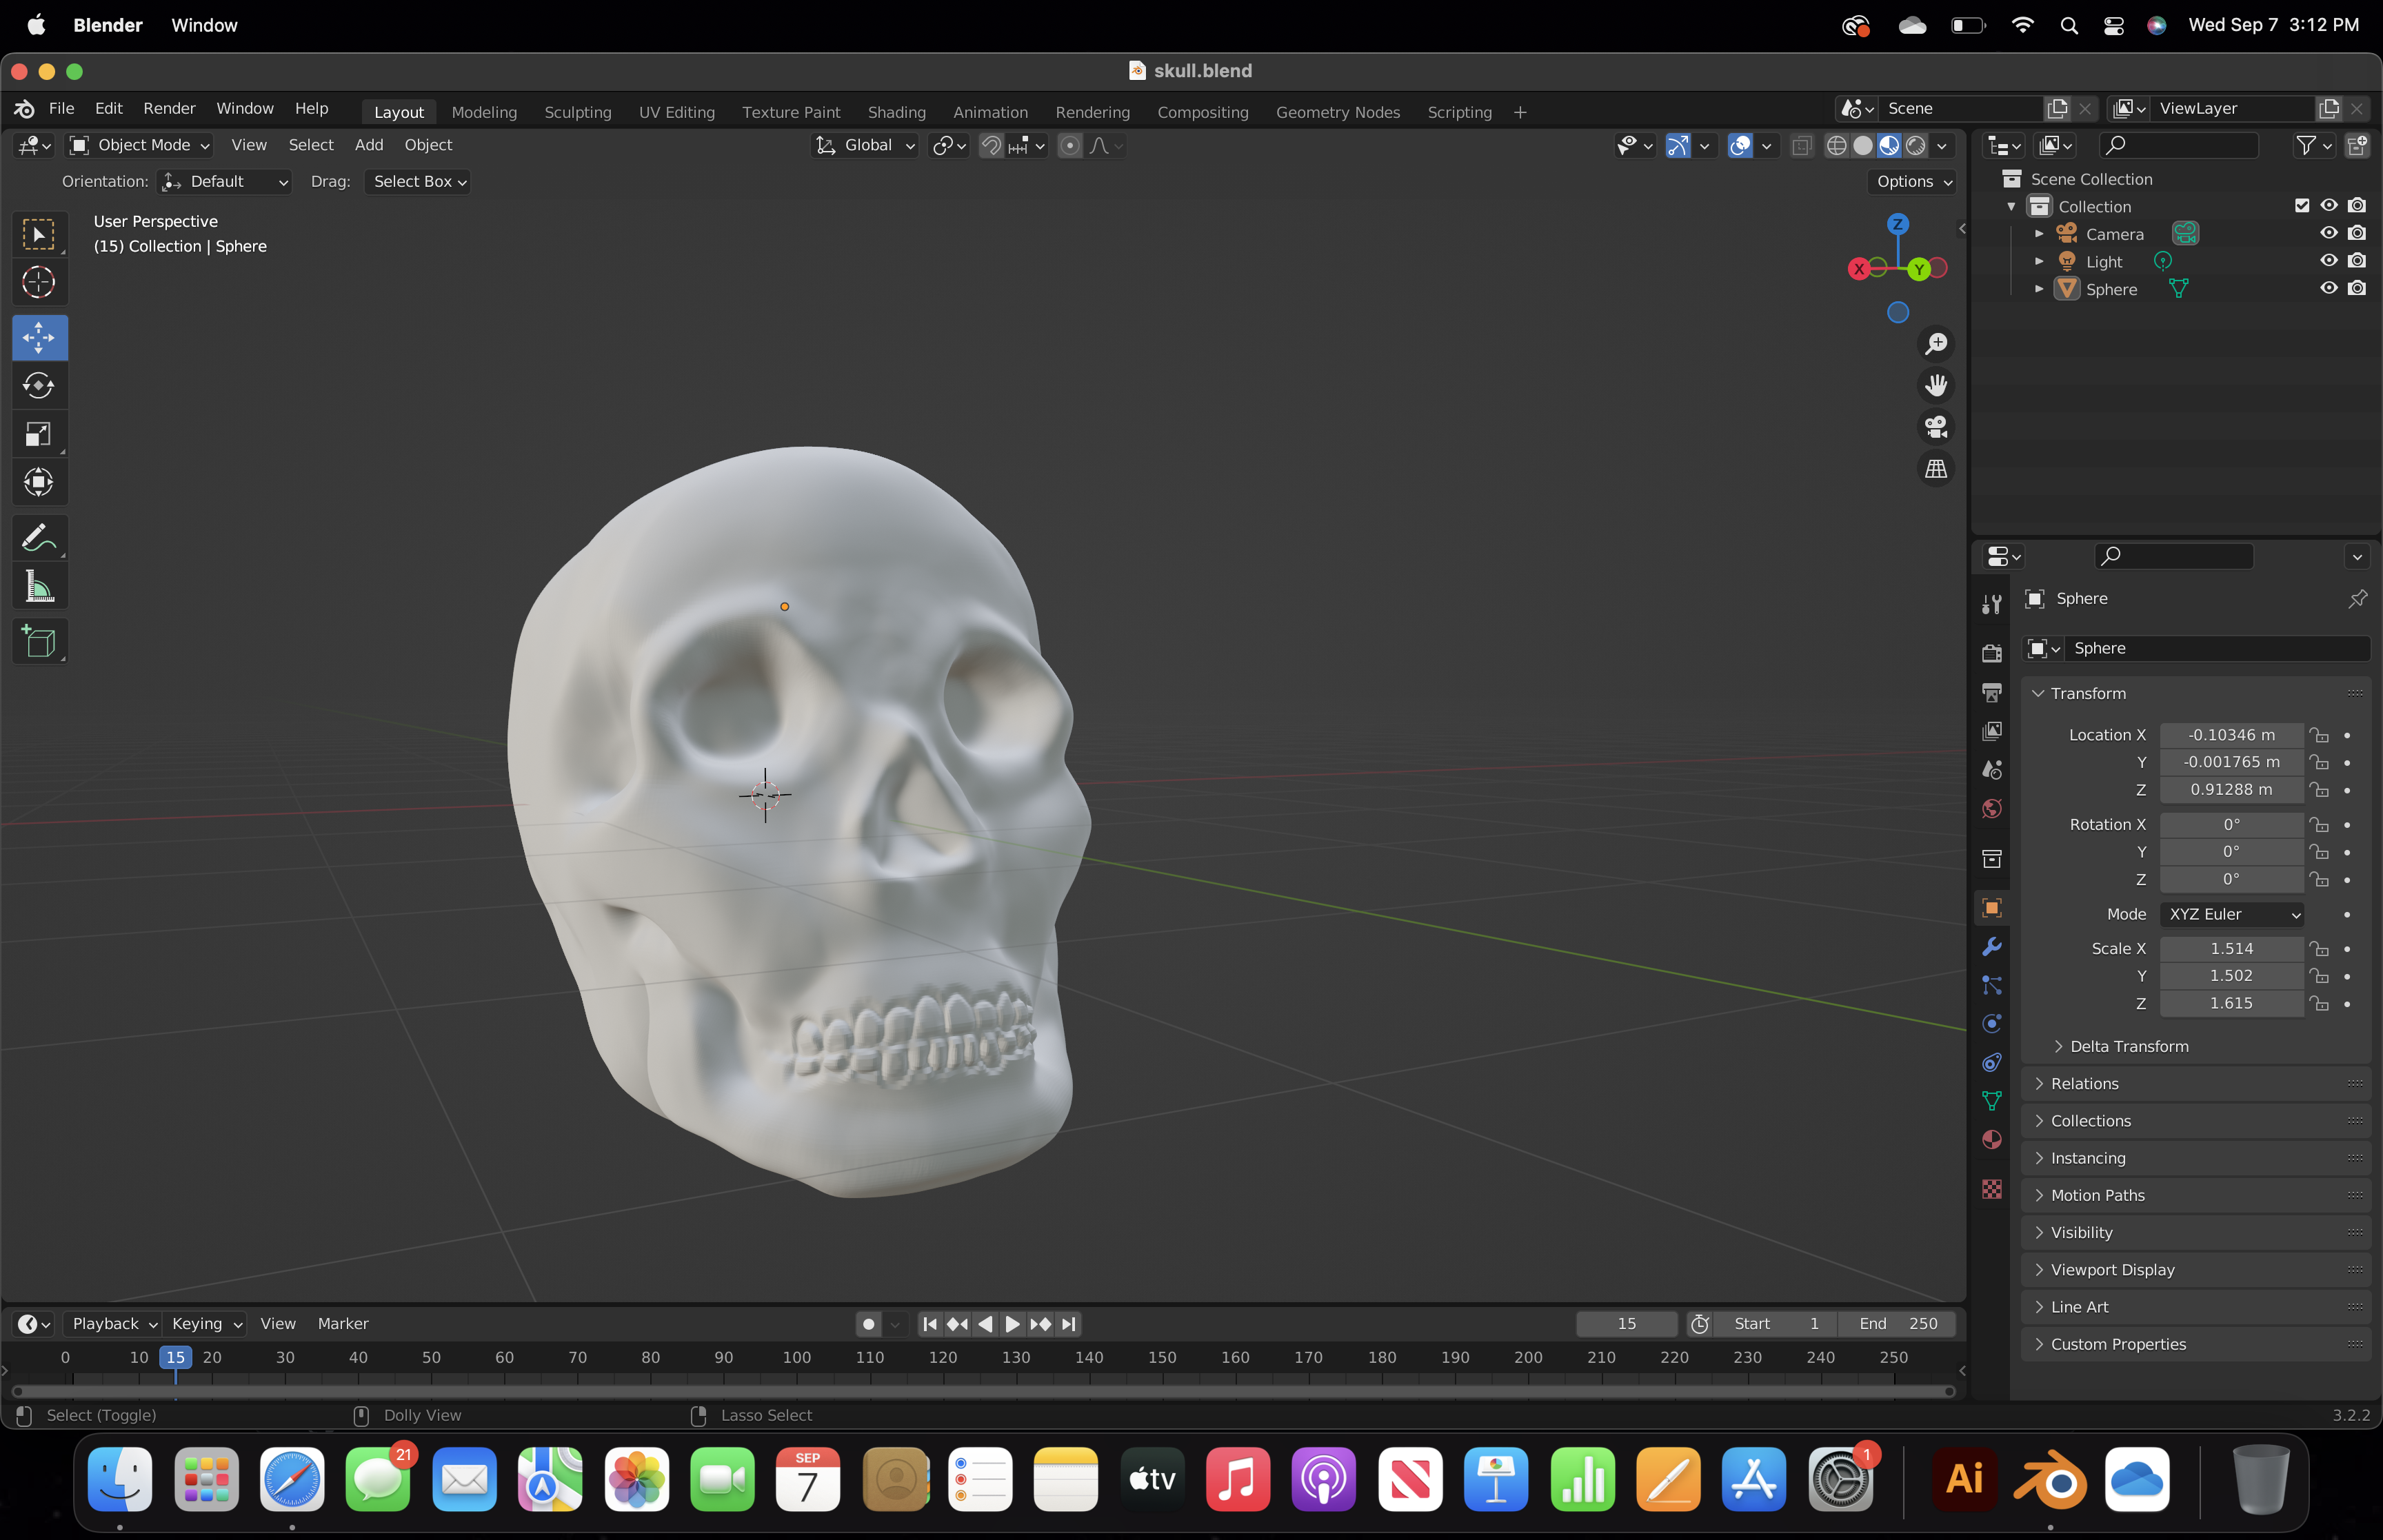 Blender Window Wed Sep 7 3:12 PM
skull.blend
File Edit Render Window Help Layout Modeling Sculpting UV Editing Texture Paint Shading Animation Rendering Compositing Geometry Nodes Scripting + Scene ViewLayer
Object Mode View Select Add Object Global
Orientation: Default Drag: Select Box Options
User Perspective
(15) Collection | Sphere
Z
X Y
Scene Collection
Collection
Camera
Light
Sphere
Sphere
Sphere
Transform
Location X -0.10346 m
Y -0.001765 m
Z 0.91288 m
Rotation X 0°
Y 0°
Z 0°
Mode XYZ Euler
Scale X 1.514
Y 1.502
Z 1.615
Delta Transform
Relations
Collections
Instancing
Motion Paths
Visibility
Viewport Display
Line Art
Custom Properties
Playback Keying View Marker 15 Start 1 End 250
0 10 15 20 30 40 50 60 70 80 90 100 110 120 130 140 150 160 170 180 190 200 210 220 230 240 250
Select (Toggle) Dolly View Lasso Select 3.2.2
21 SEP 7 tv 1 Ai